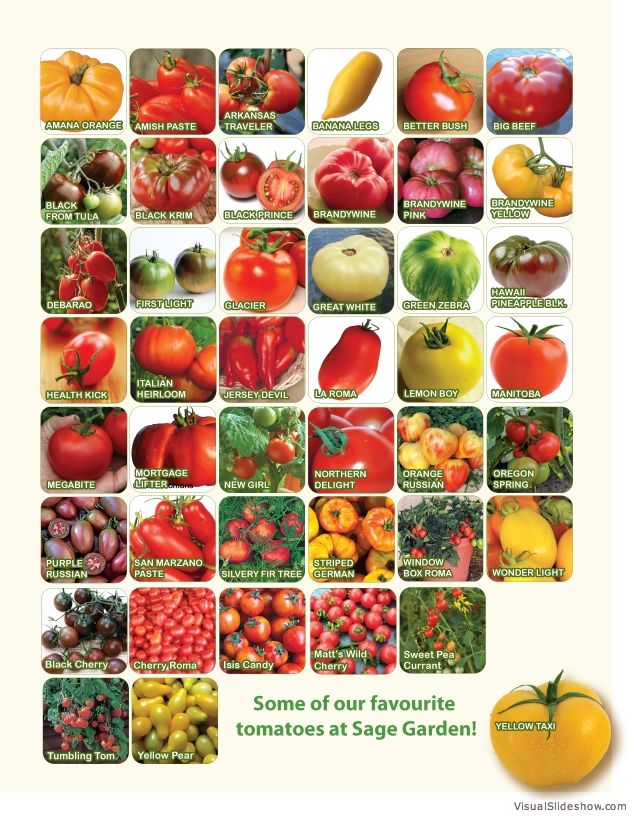 AMANA ORANGE
AMISH PASTE
ARKANSAS
TRAVELER
BANANA LEGS
BETTER BUSH
BIG BEEF
BLACK
FROM TULA
BLACK KRIM
BLACK PRINCE
BRANDYWINE
BRANDYWINE
PINK
BRANDYWINE
YELLOW
DEBARAO
FIRST LIGHT
GLACIER
GREAT WHITE
GREEN ZEBRA
HAWAII
PINEAPPLE BLK.
HEALTH KICK
ITALIAN
HEIRLOOM
JERSEY DEVIL
LA ROMA
LEMON BOY
MANITOBA
MEGABITE
MORTGAGE
LIFTER
NEW GIRL
NORTHERN
DELIGHT
ORANGE
RUSSIAN
OREGON
SPRING
PURPLE
RUSSIAN
SAN MARZANO
PASTE
SILVERY FIR TREE
STRIPED
GERMAN
WINDOW
BOX ROMA
WONDER LIGHT
Black Cherry
Cherry Roma
Isis Candy
Matt's Wild
Cherry
Sweet Pea
Currant
Tumbling Tom
Yellow Pear
Some of our favourite
tomatoes at Sage Garden!
YELLOW TAXI
VisualSlideshow.com